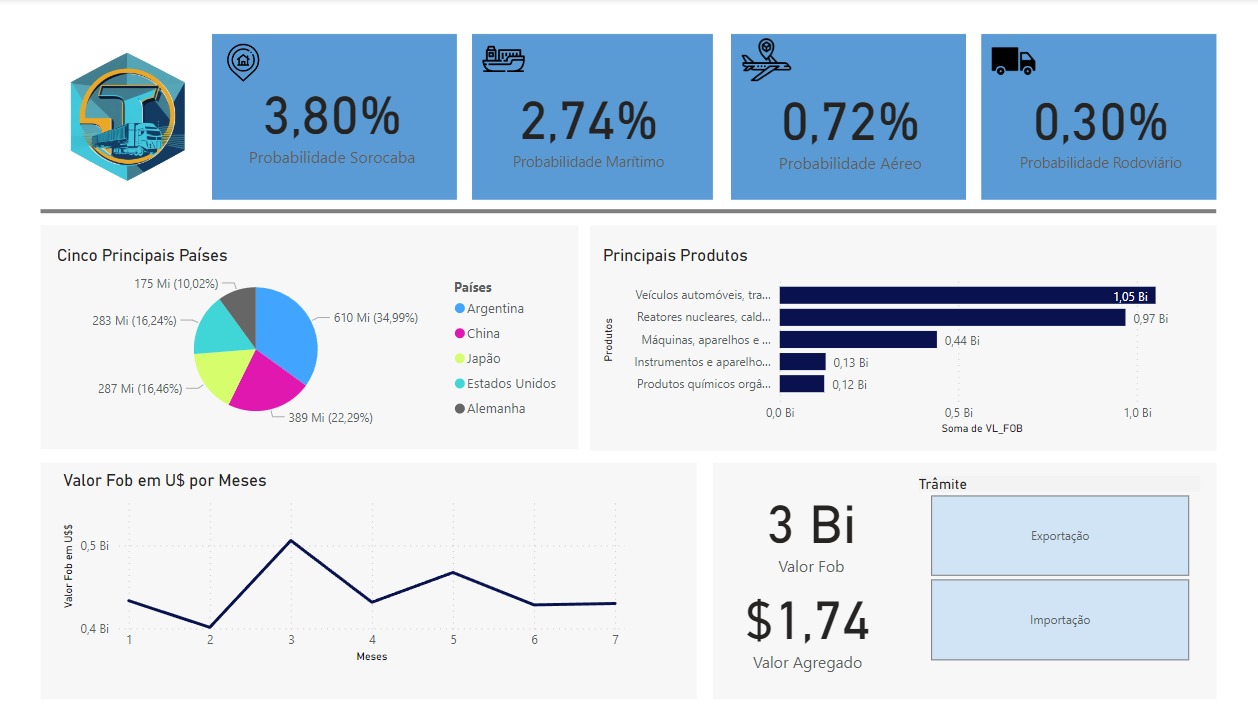 3,80%
Probabilidade Sorocaba
2,74%
Probabilidade Marítimo
0,72%
Probabilidade Aéreo
0,30%
Probabilidade Rodoviário
Cinco Principais Países
175 Mi (10,02%)
283 Mi (16,24%)
287 Mi (16,46%)
610 Mi (34,99%)
389 Mi (22,29%)
Países
Argentina
China
Japão
Estados Unidos
Alemanha
Principais Produtos
Produtos
Veículos automóveis, tra...
1,05 Bi
Reatores nucleares, cald...
0,97 Bi
Máquinas, aparelhos e ...
0,44 Bi
Instrumentos e aparelho...
0,13 Bi
Produtos químicos orgâ...
0,12 Bi
0,0 Bi
0,5 Bi
1,0 Bi
Soma de VL_FOB
Valor Fob em U$ por Meses
Valor Fob em U$$
0,5 Bi
0,4 Bi
1 2 3 4 5 6 7
Meses
3 Bi
Valor Fob
$1,74
Valor Agregado
Trâmite
Exportação
Importação